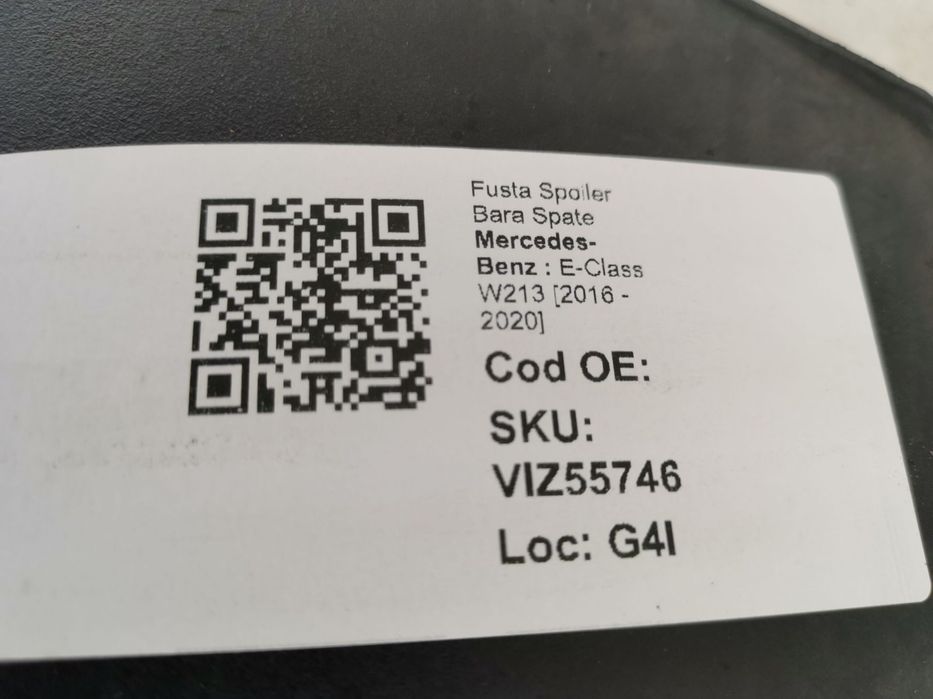 Fusta Spoiler
Bara Spate
Mercedes-
Benz : E-Class
W213 [2016 -
2020]
Cod OE:
SKU:
VIZ55746
Loc: G4I